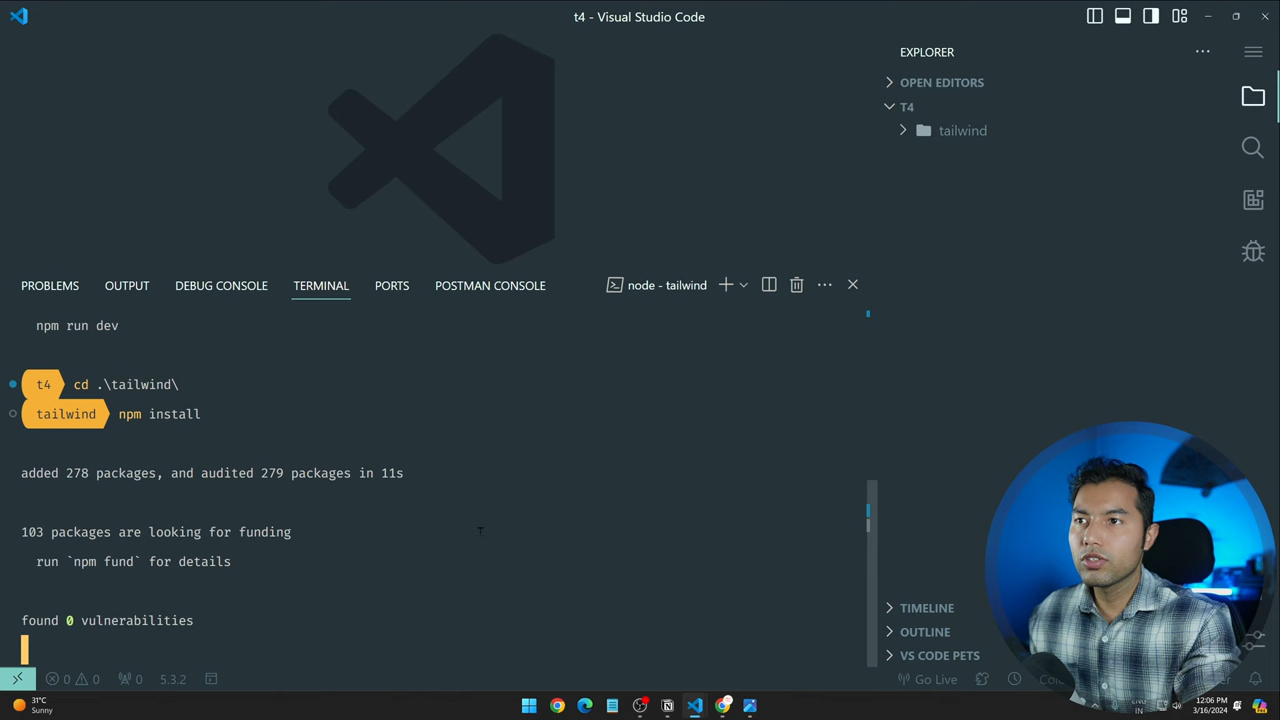 t4 - Visual Studio Code
EXPLORER
OPEN EDITORS
T4
tailwind
PROBLEMS OUTPUT DEBUG CONSOLE TERMINAL PORTS POSTMAN CONSOLE
node - tailwind
npm run dev
t4 cd .\tailwind\
tailwind npm install
added 278 packages, and audited 279 packages in 11s
103 packages are looking for funding
run `npm fund` for details
found 0 vulnerabilities
TIMELINE
OUTLINE
VS CODE PETS
0 0 0 5.3.2 Go Live
31°C
Sunny
ENG
IN
12:06 PM
3/16/2024